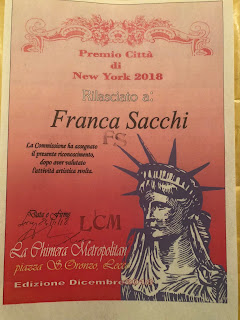 Premio Città
di
New York 2018
Rilasciato a:
Franca Sacchi
FS
La Commissione ha assegnato
il presente riconoscimento,
dopo aver valutato
l'attività artistica svolta.
Data e Firma
LCM
La Chimera Metropolitan
piazza S Oronzo, Lecce
Edizione Dicembre